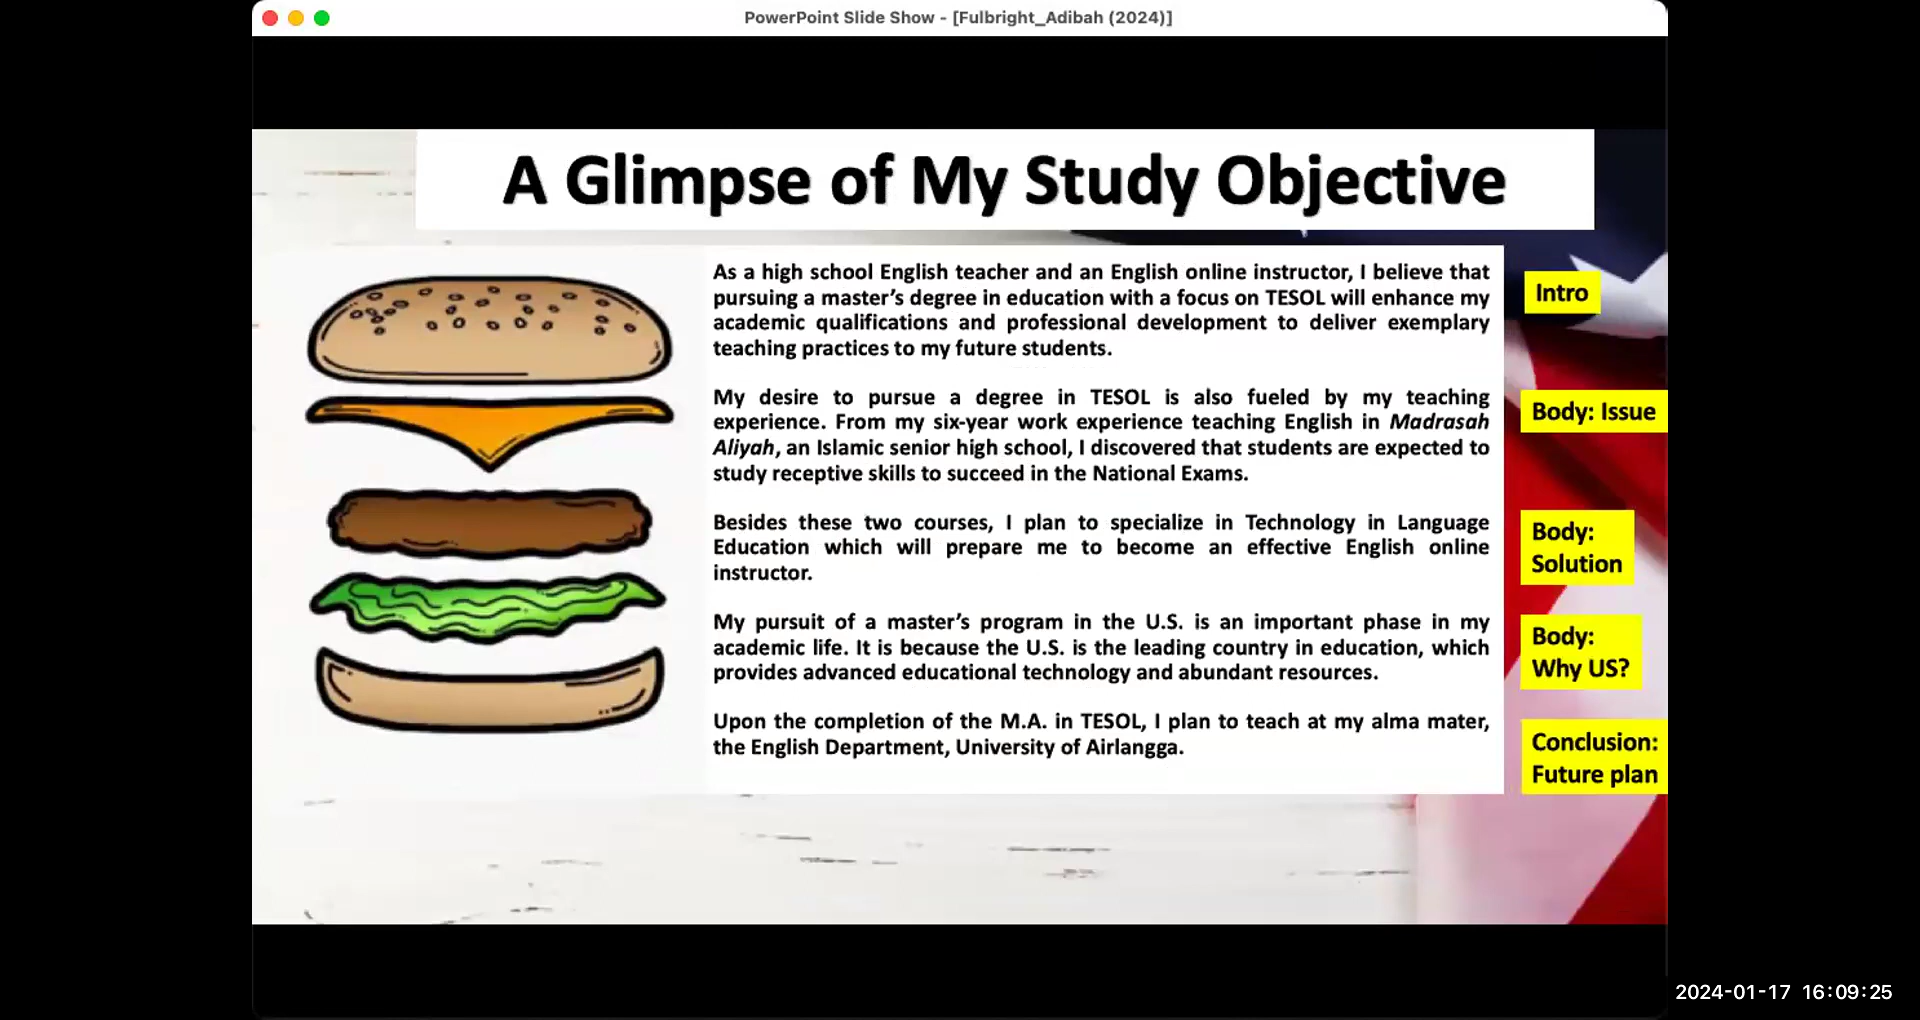 PowerPoint Slide Show - [Fulbright_Adibah (2024)]
A Glimpse of My Study Objective
As a high school English teacher and an English online instructor, I believe that
pursuing a master's degree in education with a focus on TESOL will enhance my
academic qualifications and professional development to deliver exemplary
teaching practices to my future students.
Intro
My desire to pursue a degree in TESOL is also fueled by my teaching
experience. From my six-year work experience teaching English in Madrasah
Aliyah, an Islamic senior high school, I discovered that students are expected to
study receptive skills to succeed in the National Exams.
Body: Issue
Besides these two courses, I plan to specialize in Technology in Language
Education which will prepare me to become an effective English online
instructor.
Body:
Solution
My pursuit of a master's program in the U.S. is an important phase in my
academic life. It is because the U.S. is the leading country in education, which
provides advanced educational technology and abundant resources.
Body:
Why US?
Upon the completion of the M.A. in TESOL, I plan to teach at my alma mater,
the English Department, University of Airlangga.
Conclusion:
Future plan
2024-01-17 16:09:25